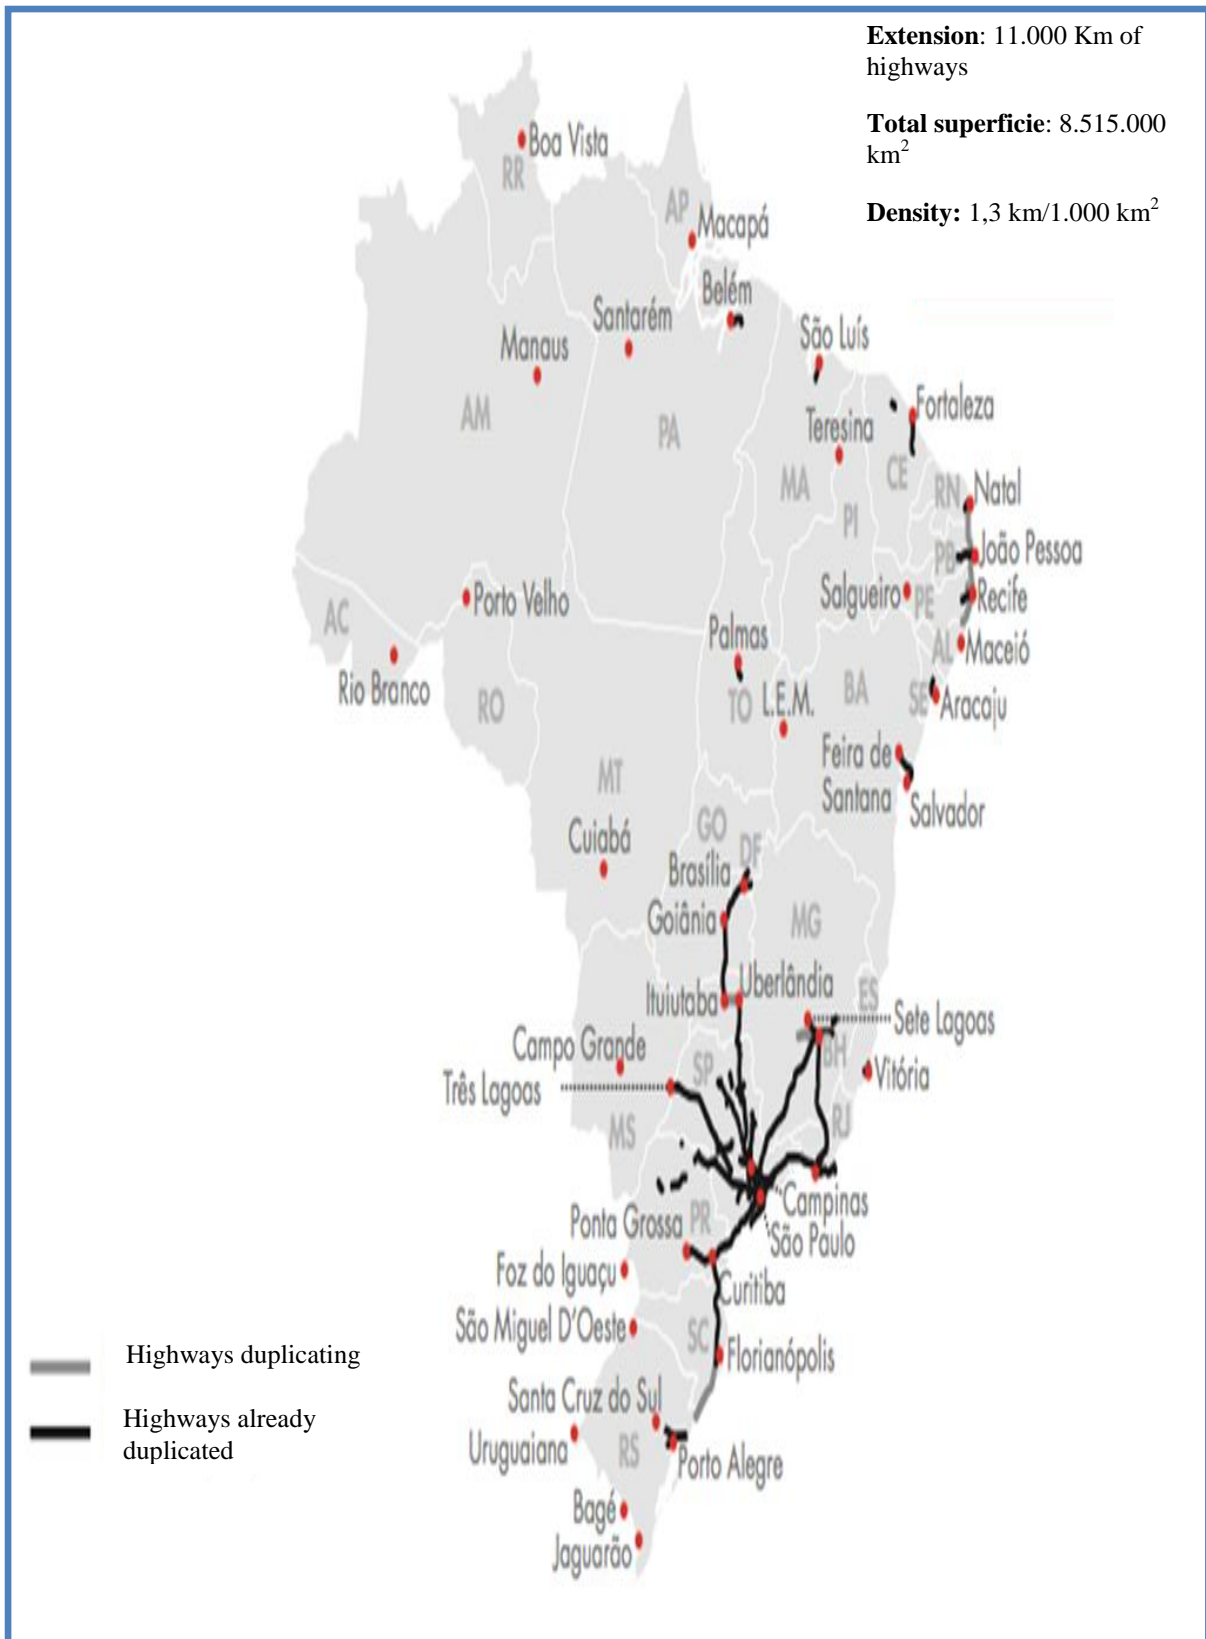 Extension: 11.000 Km of
highways
Total superficie: 8.515.000
km²
Density: 1,3 km/1.000 km²
Boa Vista
RR
AP
Macapá
Belém
Santarém
São Luís
Manaus
Fortaleza
AM
PA
Teresina
MA
CE
RN
Natal
PI
PB
João Pessoa
Porto Velho
Salgueiro
PE
Recife
AC
Palmas
AL
Maceió
Rio Branco
RO
TO
L.E.M.
BA
SE
Aracaju
Feira de
Santana
Salvador
MT
GO
Cuiabá
DF
Brasília
Goiânia
MG
Uberlândia
Ituiutaba
ES
Sete Lagoas
Campo Grande
BH
SP
Vitória
Três Lagoas
MS
RJ
Campinas
Ponta Grossa
PR
São Paulo
Foz do Iguaçu
Curitiba
São Miguel D'Oeste
SC
Florianópolis
Highways duplicating
Santa Cruz do Sul
Highways already
duplicated
Uruguaiana
RS
Porto Alegre
Bagé
Jaguarão